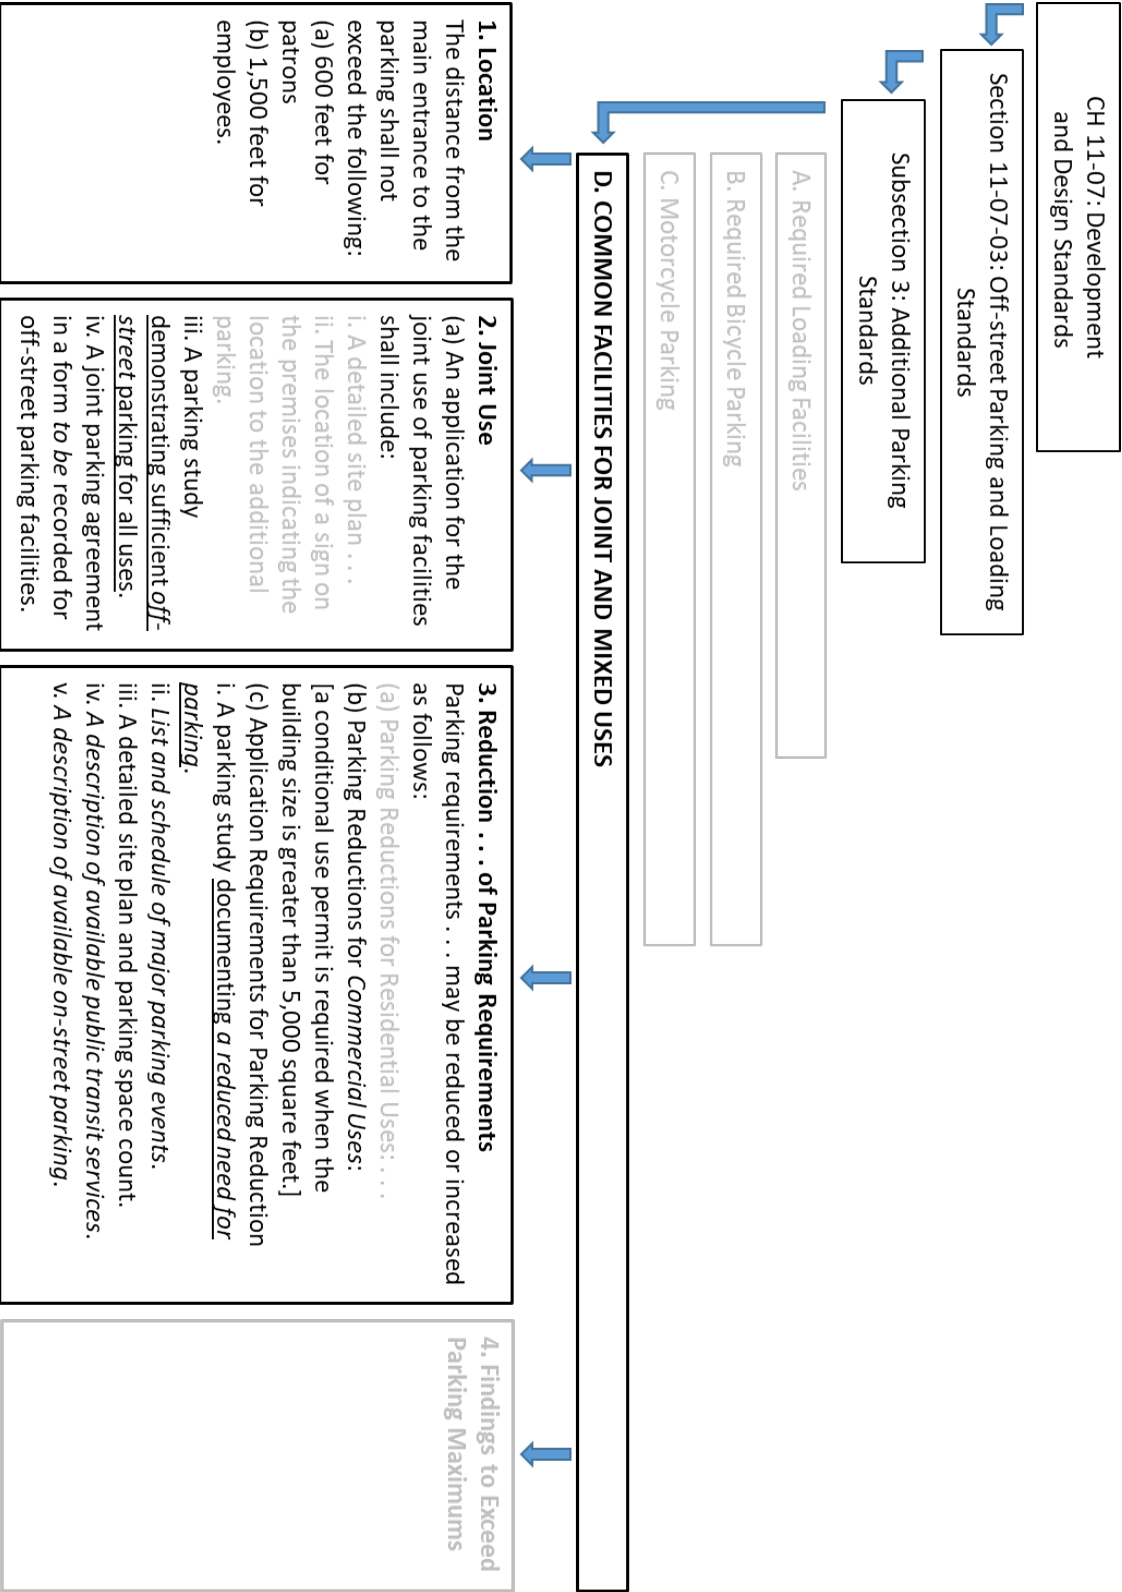 CH 11-07: Development
and Design Standards
Section 11-07-03: Off-street Parking and Loading
Standards
Subsection 3: Additional Parking
Standards
A. Required Loading Facilities
B. Required Bicycle Parking
C. Motorcycle Parking
D. COMMON FACILITIES FOR JOINT AND MIXED USES
1. Location
The distance from the
main entrance to the
parking shall not
exceed the following:
(a) 600 feet for
patrons
(b) 1,500 feet for
employees.
2. Joint Use
(a) An application for the
joint use of parking facilities
shall include:
i. A detailed site plan . . .
ii. The location of a sign on
the premises indicating the
location to the additional
parking.
iii. A parking study
demonstrating sufficient off-
street parking for all uses.
iv. A joint parking agreement
in a form to be recorded for
off-street parking facilities.
3. Reduction . . . of Parking Requirements
Parking requirements . . . may be reduced or increased
as follows:
(a) Parking Reductions for Residential Uses: . . .
(b) Parking Reductions for Commercial Uses:
[a conditional use permit is required when the
building size is greater than 5,000 square feet.]
(c) Application Requirements for Parking Reduction
i. A parking study documenting a reduced need for
parking.
ii. List and schedule of major parking events.
iii. A detailed site plan and parking space count.
iv. A description of available public transit services.
v. A description of available on-street parking.
4. Findings to Exceed
Parking Maximums